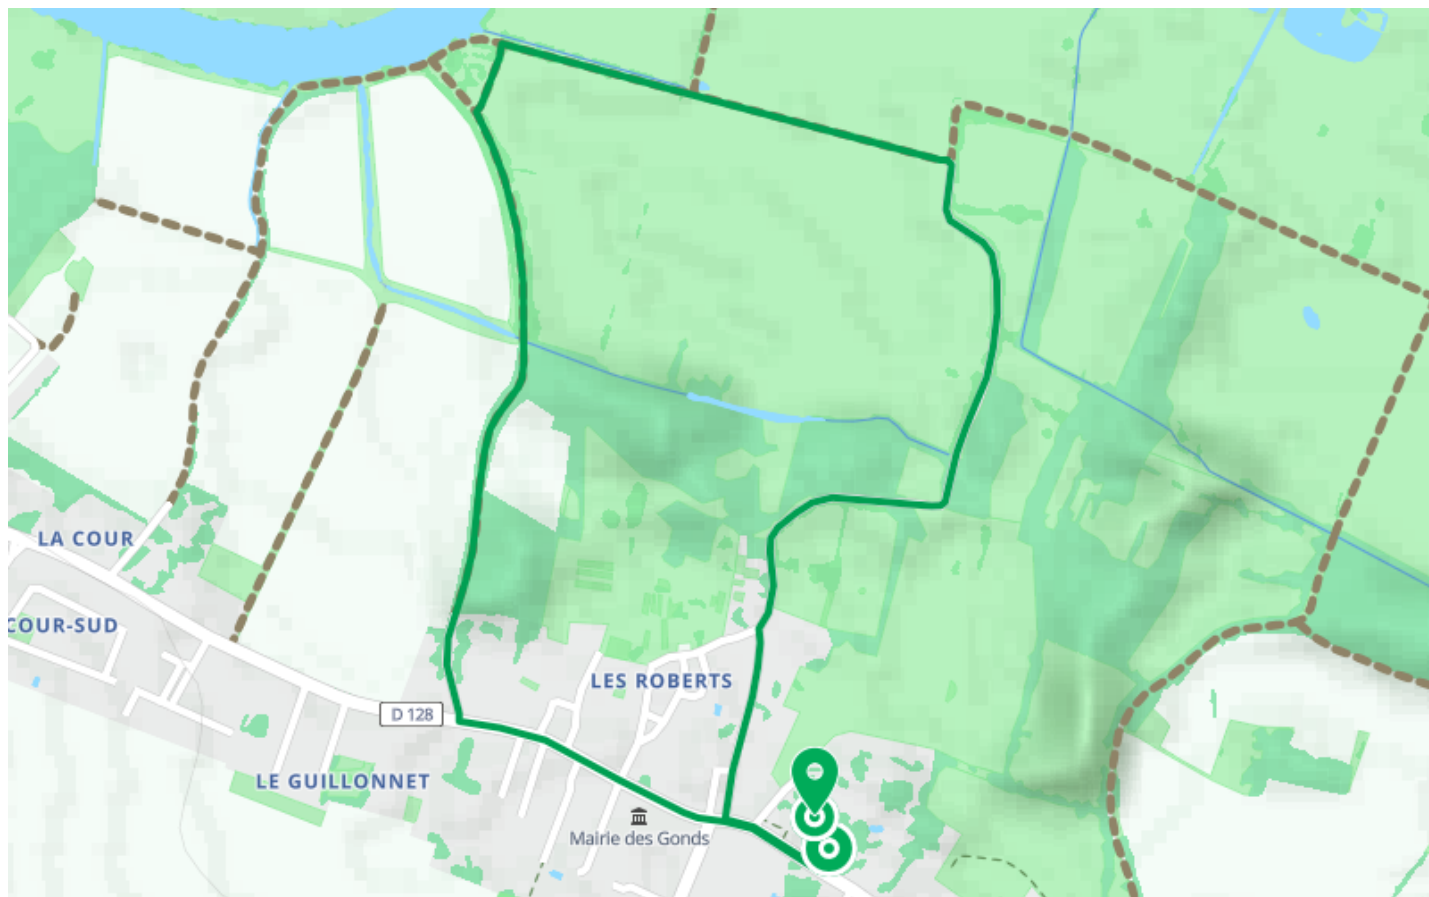 LA COUR
COUR-SUD
LES ROBERTS
D 128
LE GUILLONNET
Mairie des Gonds